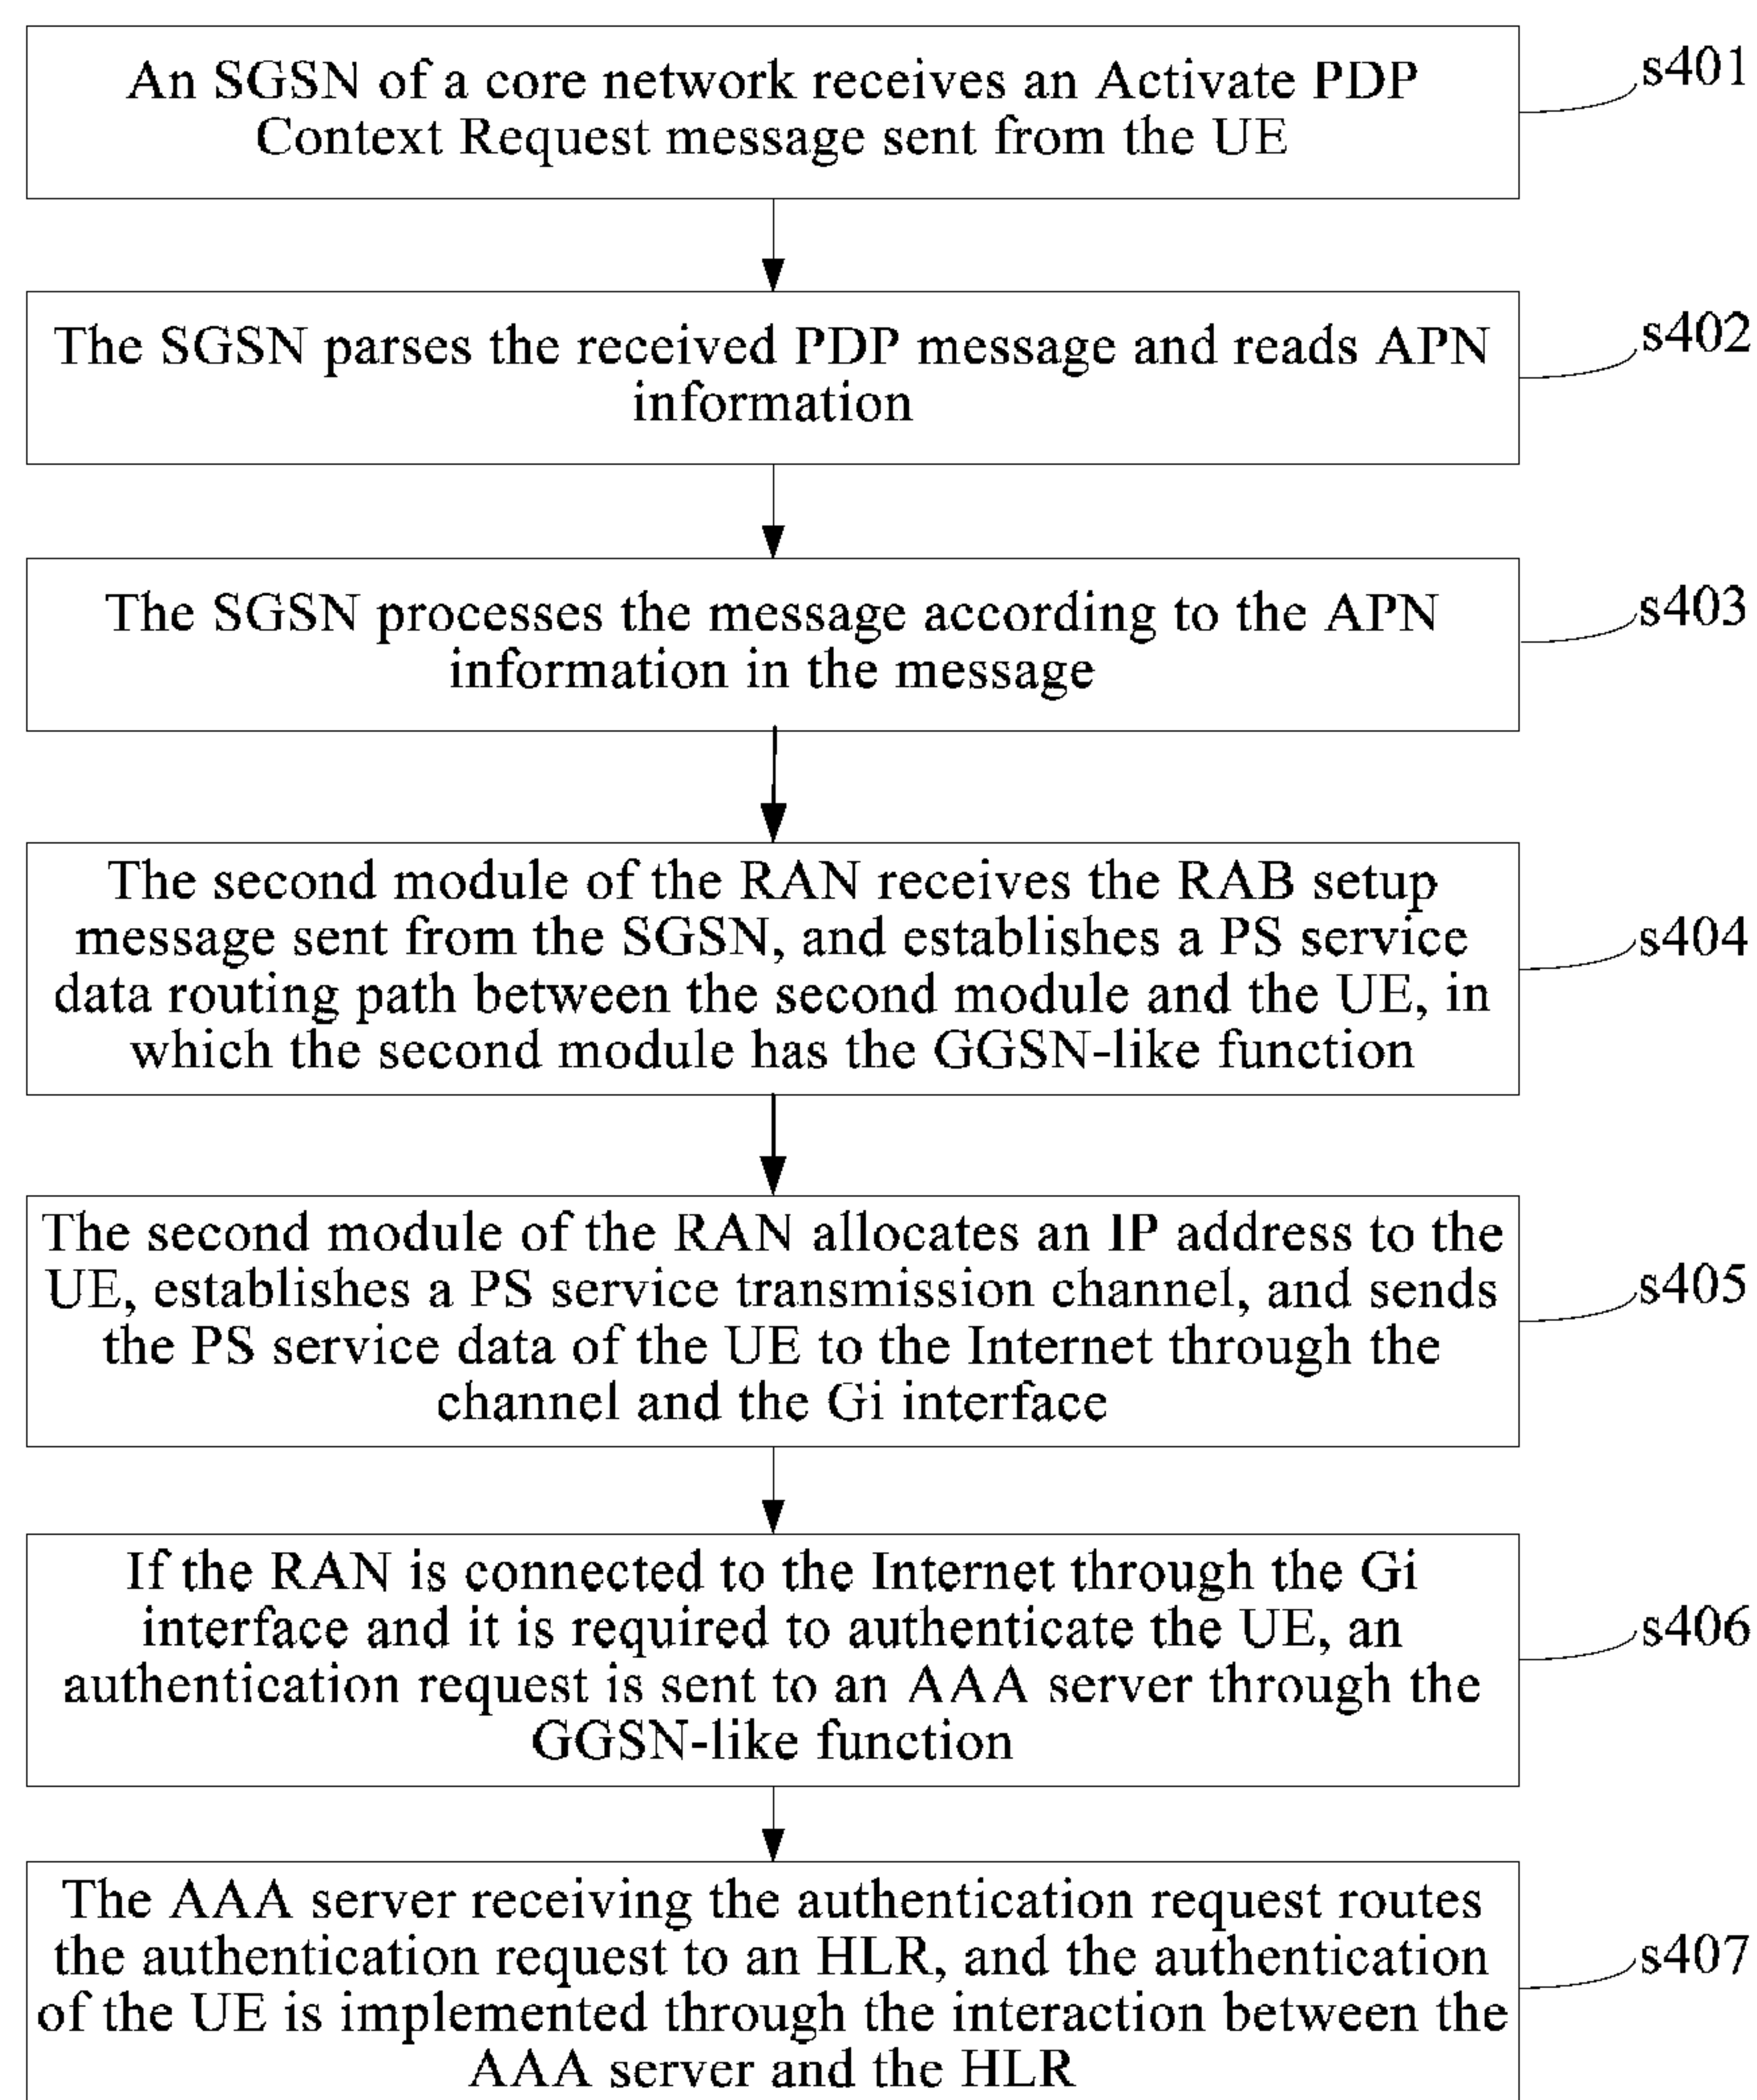 An SGSN of a core network receives an Activate PDP
Context Request message sent from the UE
s401
The SGSN parses the received PDP message and reads APN
information
s402
The SGSN processes the message according to the APN
information in the message
s403
The second module of the RAN receives the RAB setup
message sent from the SGSN, and establishes a PS service
data routing path between the second module and the UE, in
which the second module has the GGSN-like function
s404
The second module of the RAN allocates an IP address to the
UE, establishes a PS service transmission channel, and sends
the PS service data of the UE to the Internet through the
channel and the Gi interface
s405
If the RAN is connected to the Internet through the Gi
interface and it is required to authenticate the UE, an
authentication request is sent to an AAA server through the
GGSN-like function
s406
The AAA server receiving the authentication request routes
the authentication request to an HLR, and the authentication
of the UE is implemented through the interaction between the
AAA server and the HLR
s407